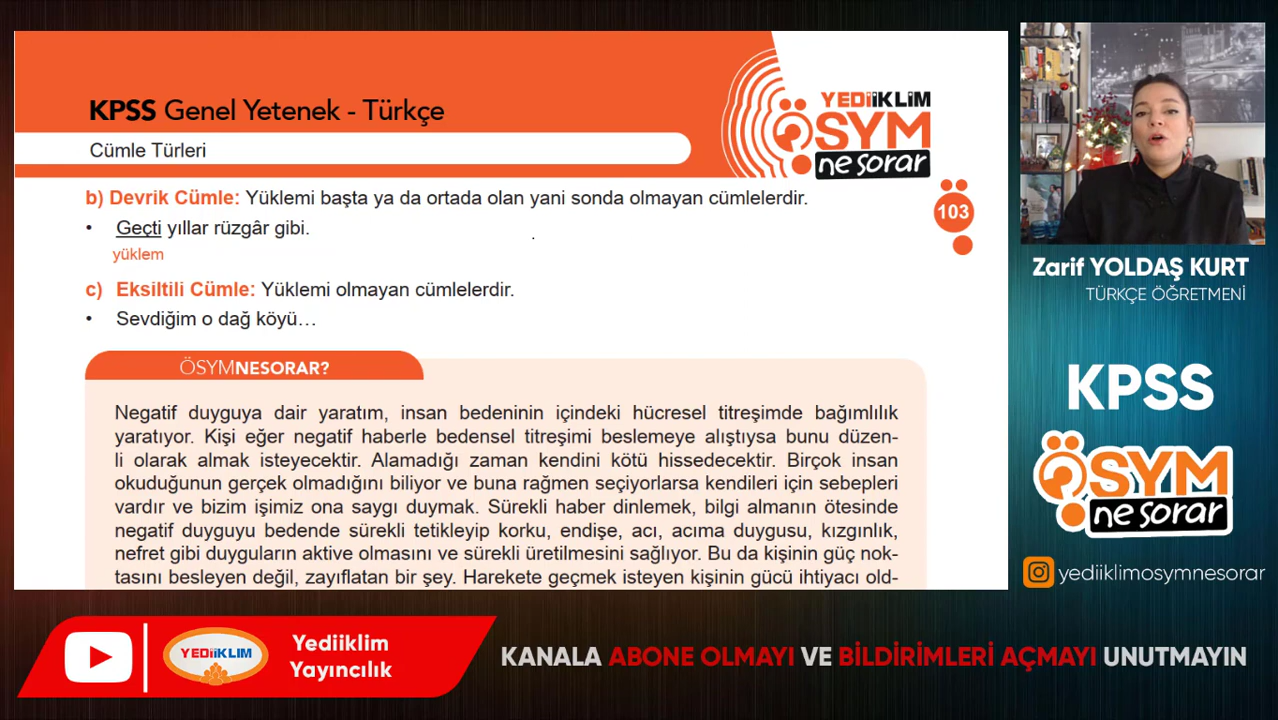 KPSS Genel Yetenek - Türkçe
Cümle Türleri
YEDİİKLİM
ÖSYM
ne sorar
103
b) Devrik Cümle: Yüklemi başta ya da ortada olan yani sonda olmayan cümlelerdir.
• Geçti yıllar rüzgâr gibi.
yüklem
c) Eksiltili Cümle: Yüklemi olmayan cümlelerdir.
• Sevdiğim o dağ köyü…
ÖSYMNESORAR?
Negatif duyguya dair yaratım, insan bedeninin içindeki hücresel titreşimde bağımlılık
yaratıyor. Kişi eğer negatif haberle bedensel titreşimi beslemeye alıştıysa bunu düzen-
li olarak almak isteyecektir. Alamadığı zaman kendini kötü hissedecektir. Birçok insan
okuduğunun gerçek olmadığını biliyor ve buna rağmen seçiyorlarsa kendileri için sebepleri
vardır ve bizim işimiz ona saygı duymak. Sürekli haber dinlemek, bilgi almanın ötesinde
negatif duyguyu bedende sürekli tetikleyip korku, endişe, acı, acıma duygusu, kızgınlık,
nefret gibi duyguların aktive olmasını ve sürekli üretilmesini sağlıyor. Bu da kişinin güç nok-
tasını besleyen değil, zayıflatan bir şey. Harekete geçmek isteyen kişinin gücü ihtiyacı old-
Zarif YOLDAŞ KURT
TÜRKÇE ÖĞRETMENİ
KPSS
ÖSYM
ne sorar
yediiklimosymnesorar
YEDİİKLİM
Yediiklim
Yayıncılık
KANALA ABONE OLMAYI VE BİLDİRİMLERİ AÇMAYI UNUTMAYIN